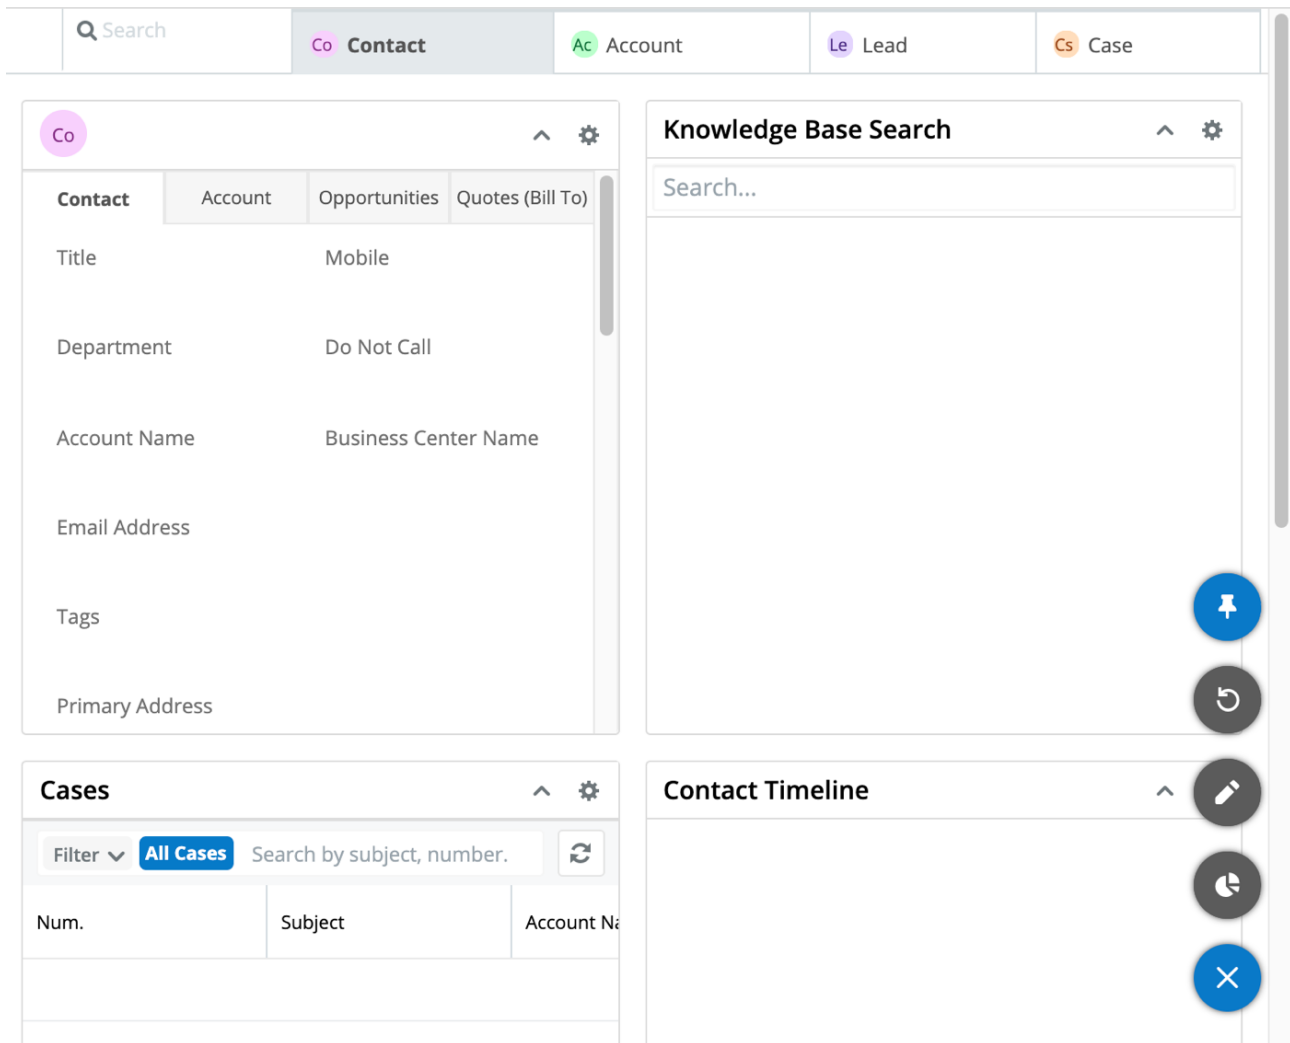 Search
Co Contact
Ac Account
Le Lead
Cs Case
Co
Contact Account Opportunities Quotes (Bill To)
Title Mobile
Department Do Not Call
Account Name Business Center Name
Email Address
Tags
Primary Address
Knowledge Base Search
Search...
Cases
Filter All Cases Search by subject, number.
Num. Subject Account Na
Contact Timeline